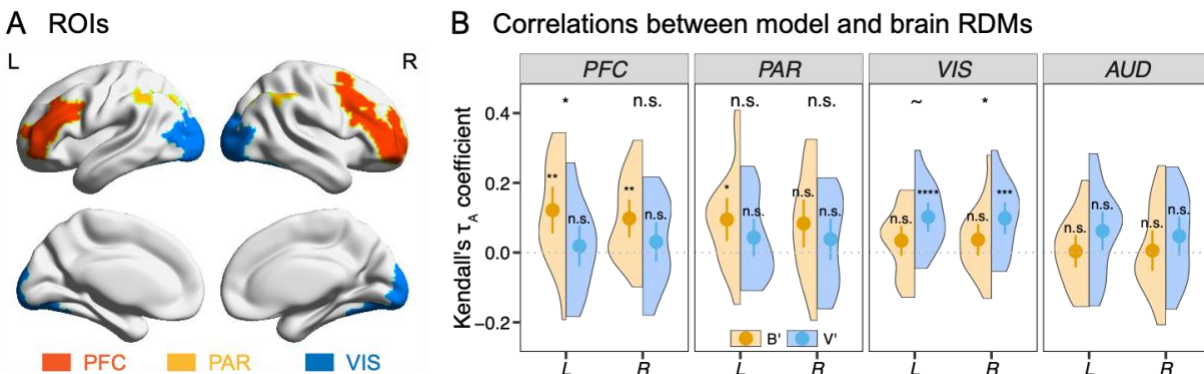 A ROIs
L
R
PFC PAR VIS
B Correlations between model and brain RDMs
PFC PAR VIS AUD
* n.s. n.s. n.s. ~ *
Kendall's τA coefficient
0.4
0.2
0.0
−0.2
** n.s. ** n.s.
* n.s. n.s. n.s.
n.s. **** n.s. ***
n.s. n.s. n.s. n.s.
B' V'
L R L R L R L R